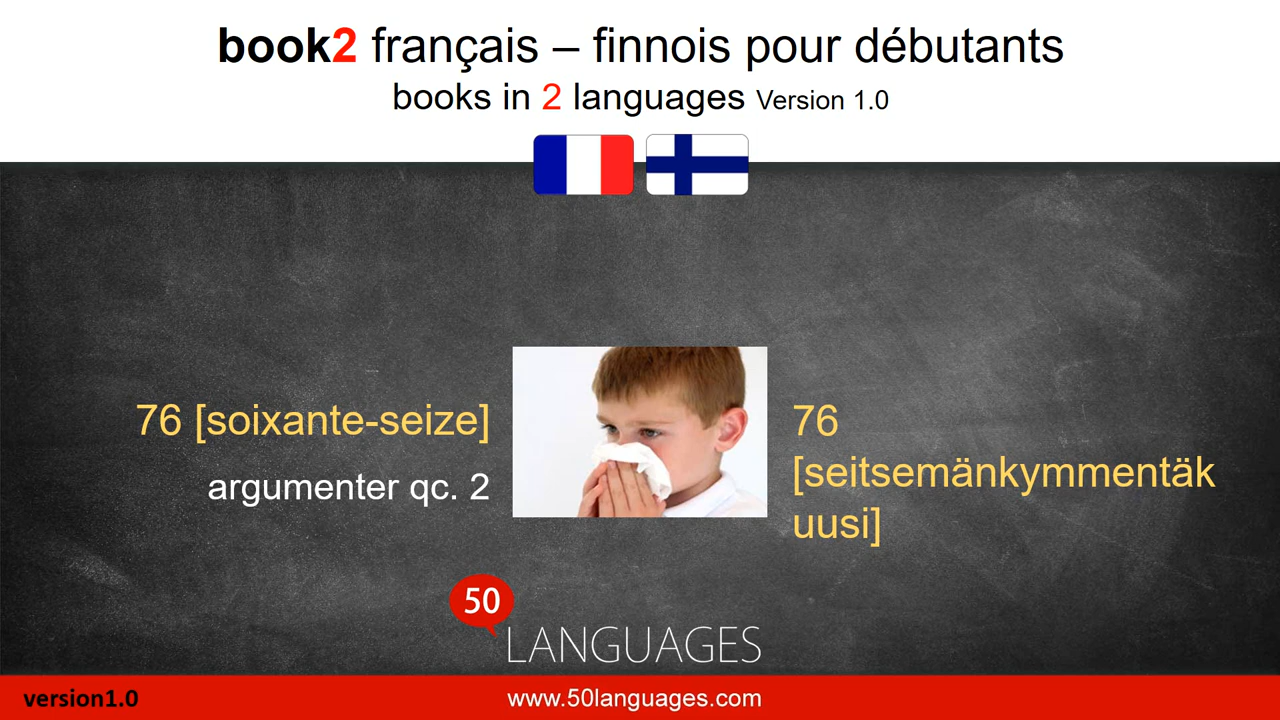 book2 français – finnois pour débutants
books in 2 languages Version 1.0
76 [soixante-seize]
argumenter qc. 2
76
[seitsemänkymmentäk
uusi]
50
LANGUAGES
version1.0
www.50languages.com